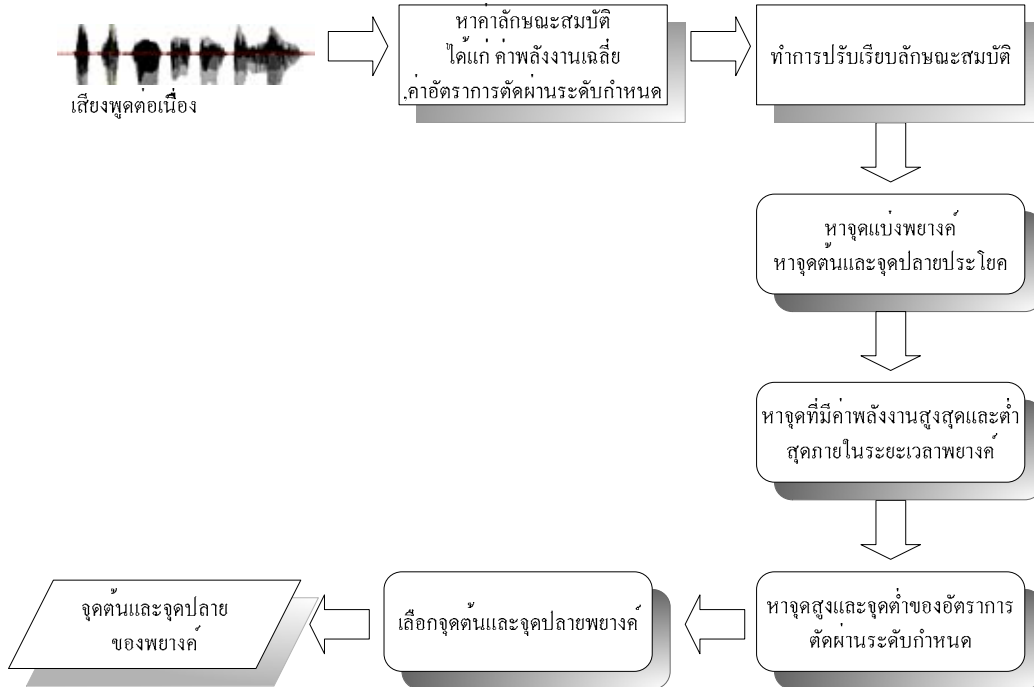 เสียงพูดต่อเนื่อง
หาค่าลักษณะสมบัติ
ได้แก่ ค่าพลังงานเฉลี่ย
,ค่าอัตราการตัดผ่านระดับกำหนด
ทำการปรับเรียบลักษณะสมบัติ
หาจุดแบ่งพยางค์
หาจุดต้นและจุดปลายประโยค
หาจุดที่มีค่าพลังงานสูงสุดและต่ำ
สุดภายในระยะเวลาพยางค์
หาจุดสูงและจุดต่ำของอัตราการ
ตัดผ่านระดับกำหนด
เลือกจุดต้นและจุดปลายพยางค์
จุดต้นและจุดปลาย
ของพยางค์